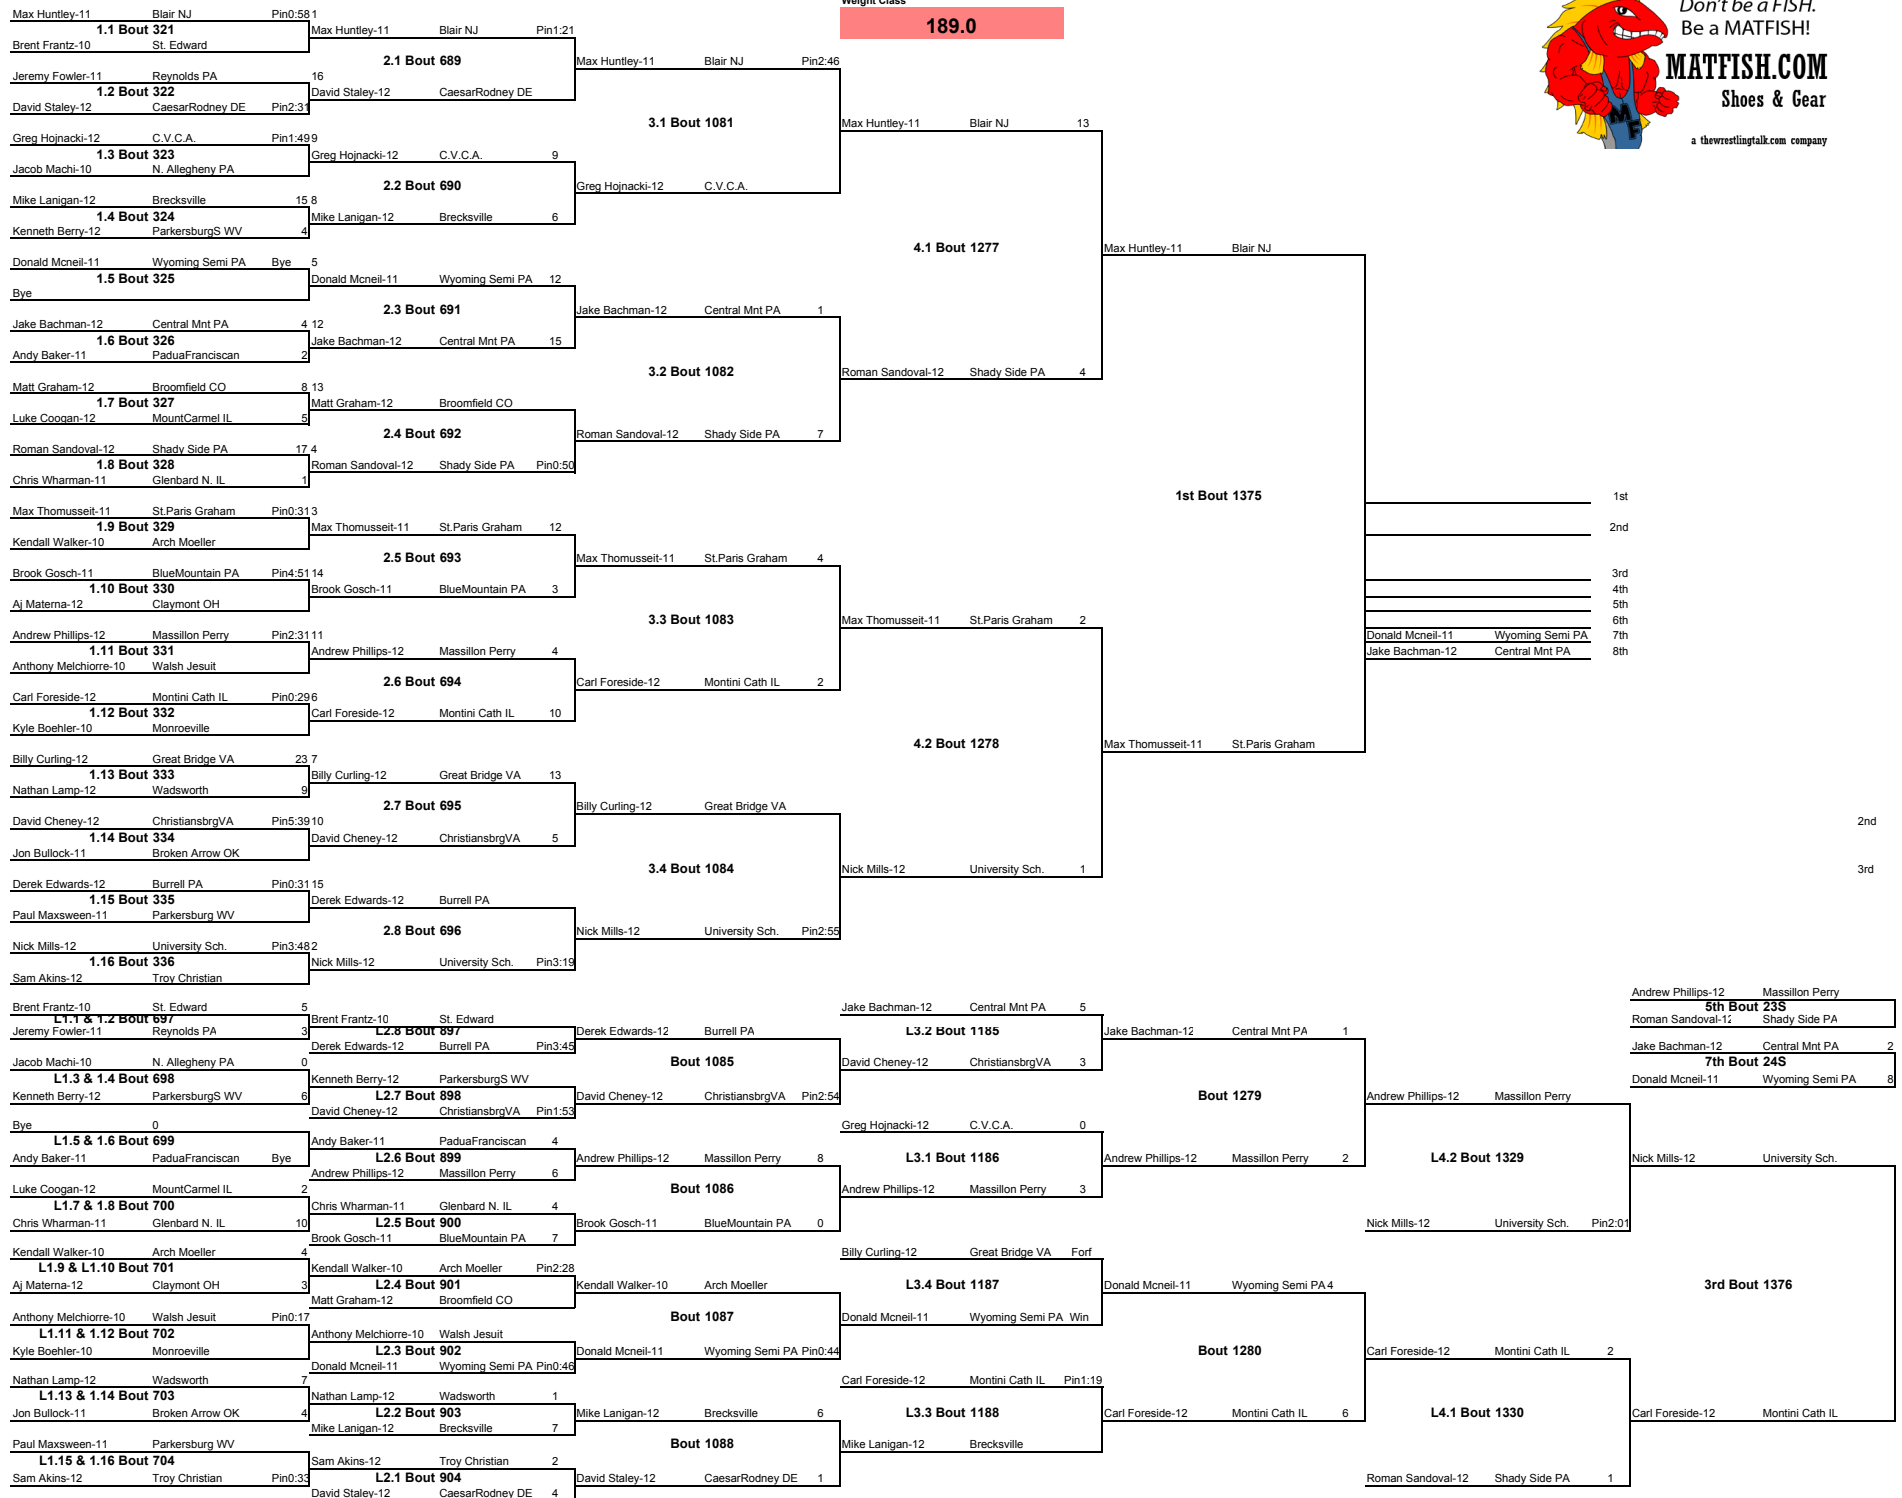 Weight Class
189.0
Don't be a FISH.
Be a MATFISH!
MATFISH.COM
Shoes & Gear
a thewrestlingtalk.com company
MF
Max Huntley-11 Blair NJ Pin0:58 1
1.1 Bout 321
Brent Frantz-10 St. Edward
Jeremy Fowler-11 Reynolds PA 16
1.2 Bout 322
David Staley-12 CaesarRodney DE Pin2:31
Greg Hojnacki-12 C.V.C.A. Pin1:49 9
1.3 Bout 323
Jacob Machi-10 N. Allegheny PA
Mike Lanigan-12 Brecksville 15 8
1.4 Bout 324
Kenneth Berry-12 ParkersburgS WV 4
Donald Mcneil-11 Wyoming Semi PA Bye 5
1.5 Bout 325
Bye
Jake Bachman-12 Central Mnt PA 4 12
1.6 Bout 326
Andy Baker-11 PaduaFranciscan 2
Matt Graham-12 Broomfield CO 8 13
1.7 Bout 327
Luke Coogan-12 MountCarmel IL 5
Roman Sandoval-12 Shady Side PA 17 4
1.8 Bout 328
Chris Wharman-11 Glenbard N. IL 1
Max Thomusseit-11 St.Paris Graham Pin0:31 3
1.9 Bout 329
Kendall Walker-10 Arch Moeller
Brook Gosch-11 BlueMountain PA Pin4:51 14
1.10 Bout 330
Aj Materna-12 Claymont OH
Andrew Phillips-12 Massillon Perry Pin2:31 11
1.11 Bout 331
Anthony Melchiorre-10 Walsh Jesuit
Carl Foreside-12 Montini Cath IL Pin0:29 6
1.12 Bout 332
Kyle Boehler-10 Monroeville
Billy Curling-12 Great Bridge VA 23 7
1.13 Bout 333
Nathan Lamp-12 Wadsworth 9
David Cheney-12 ChristiansbrgVA Pin5:39 10
1.14 Bout 334
Jon Bullock-11 Broken Arrow OK
Derek Edwards-12 Burrell PA Pin0:31 15
1.15 Bout 335
Paul Maxsween-11 Parkersburg WV
Nick Mills-12 University Sch. Pin3:48 2
1.16 Bout 336
Sam Akins-12 Troy Christian
Max Huntley-11 Blair NJ Pin1:21
2.1 Bout 689
David Staley-12 CaesarRodney DE
Greg Hojnacki-12 C.V.C.A. 9
2.2 Bout 690
Mike Lanigan-12 Brecksville 6
Donald Mcneil-11 Wyoming Semi PA 12
2.3 Bout 691
Jake Bachman-12 Central Mnt PA 15
Matt Graham-12 Broomfield CO
2.4 Bout 692
Roman Sandoval-12 Shady Side PA Pin0:50
Max Thomusseit-11 St.Paris Graham 12
2.5 Bout 693
Brook Gosch-11 BlueMountain PA 3
Andrew Phillips-12 Massillon Perry 4
2.6 Bout 694
Carl Foreside-12 Montini Cath IL 10
Billy Curling-12 Great Bridge VA 13
2.7 Bout 695
David Cheney-12 ChristiansbrgVA 5
Derek Edwards-12 Burrell PA
2.8 Bout 696
Nick Mills-12 University Sch. Pin3:19
Max Huntley-11 Blair NJ Pin2:46
3.1 Bout 1081
Greg Hojnacki-12 C.V.C.A.
Jake Bachman-12 Central Mnt PA 1
3.2 Bout 1082
Roman Sandoval-12 Shady Side PA 7
Max Thomusseit-11 St.Paris Graham 4
3.3 Bout 1083
Carl Foreside-12 Montini Cath IL 2
Billy Curling-12 Great Bridge VA
3.4 Bout 1084
Nick Mills-12 University Sch. Pin2:55
Max Huntley-11 Blair NJ 13
4.1 Bout 1277
Roman Sandoval-12 Shady Side PA 4
Max Thomusseit-11 St.Paris Graham 2
4.2 Bout 1278
Nick Mills-12 University Sch. 1
Max Huntley-11 Blair NJ
1st Bout 1375
Max Thomusseit-11 St.Paris Graham
1st
2nd
3rd
4th
5th
6th
Donald Mcneil-11 Wyoming Semi PA 7th
Jake Bachman-12 Central Mnt PA 8th
2nd
3rd
Brent Frantz-10 St. Edward 5
L1.1 & 1.2 Bout 697
Jeremy Fowler-11 Reynolds PA 3
Jacob Machi-10 N. Allegheny PA 0
L1.3 & 1.4 Bout 698
Kenneth Berry-12 ParkersburgS WV 6
Bye 0
L1.5 & 1.6 Bout 699
Andy Baker-11 PaduaFranciscan Bye
Luke Coogan-12 MountCarmel IL 2
L1.7 & 1.8 Bout 700
Chris Wharman-11 Glenbard N. IL 10
Kendall Walker-10 Arch Moeller 4
L1.9 & L1.10 Bout 701
Aj Materna-12 Claymont OH 3
Anthony Melchiorre-10 Walsh Jesuit Pin0:17
L1.11 & 1.12 Bout 702
Kyle Boehler-10 Monroeville
Nathan Lamp-12 Wadsworth 7
L1.13 & 1.14 Bout 703
Jon Bullock-11 Broken Arrow OK 4
Paul Maxsween-11 Parkersburg WV
L1.15 & 1.16 Bout 704
Sam Akins-12 Troy Christian Pin0:33
Brent Frantz-10 St. Edward
L2.8 Bout 897
Derek Edwards-12 Burrell PA Pin3:45
Kenneth Berry-12 ParkersburgS WV
L2.7 Bout 898
David Cheney-12 ChristiansbrgVA Pin1:53
Andy Baker-11 PaduaFranciscan 4
L2.6 Bout 899
Andrew Phillips-12 Massillon Perry 6
Chris Wharman-11 Glenbard N. IL 4
L2.5 Bout 900
Brook Gosch-11 BlueMountain PA 7
Kendall Walker-10 Arch Moeller Pin2:28
L2.4 Bout 901
Matt Graham-12 Broomfield CO
Anthony Melchiorre-10 Walsh Jesuit
L2.3 Bout 902
Donald Mcneil-11 Wyoming Semi PA Pin0:46
Nathan Lamp-12 Wadsworth 1
L2.2 Bout 903
Mike Lanigan-12 Brecksville 7
Sam Akins-12 Troy Christian 2
L2.1 Bout 904
David Staley-12 CaesarRodney DE 4
Derek Edwards-12 Burrell PA
Bout 1085
David Cheney-12 ChristiansbrgVA Pin2:54
Andrew Phillips-12 Massillon Perry 8
Bout 1086
Brook Gosch-11 BlueMountain PA 0
Kendall Walker-10 Arch Moeller
Bout 1087
Donald Mcneil-11 Wyoming Semi PA Pin0:44
Mike Lanigan-12 Brecksville 6
Bout 1088
David Staley-12 CaesarRodney DE 1
Jake Bachman-12 Central Mnt PA 5
L3.2 Bout 1185
David Cheney-12 ChristiansbrgVA 3
Greg Hojnacki-12 C.V.C.A. 0
L3.1 Bout 1186
Andrew Phillips-12 Massillon Perry 3
Billy Curling-12 Great Bridge VA Forf
L3.4 Bout 1187
Donald Mcneil-11 Wyoming Semi PA Win
Carl Foreside-12 Montini Cath IL Pin1:19
L3.3 Bout 1188
Mike Lanigan-12 Brecksville
Jake Bachman-12 Central Mnt PA 1
Bout 1279
Andrew Phillips-12 Massillon Perry 2
Donald Mcneil-11 Wyoming Semi PA 4
Bout 1280
Carl Foreside-12 Montini Cath IL 6
Andrew Phillips-12 Massillon Perry
L4.2 Bout 1329
Nick Mills-12 University Sch. Pin2:01
Carl Foreside-12 Montini Cath IL 2
L4.1 Bout 1330
Roman Sandoval-12 Shady Side PA 1
Andrew Phillips-12 Massillon Perry
5th Bout 23S
Roman Sandoval-12 Shady Side PA
Jake Bachman-12 Central Mnt PA 2
7th Bout 24S
Donald Mcneil-11 Wyoming Semi PA 8
Nick Mills-12 University Sch.
3rd Bout 1376
Carl Foreside-12 Montini Cath IL